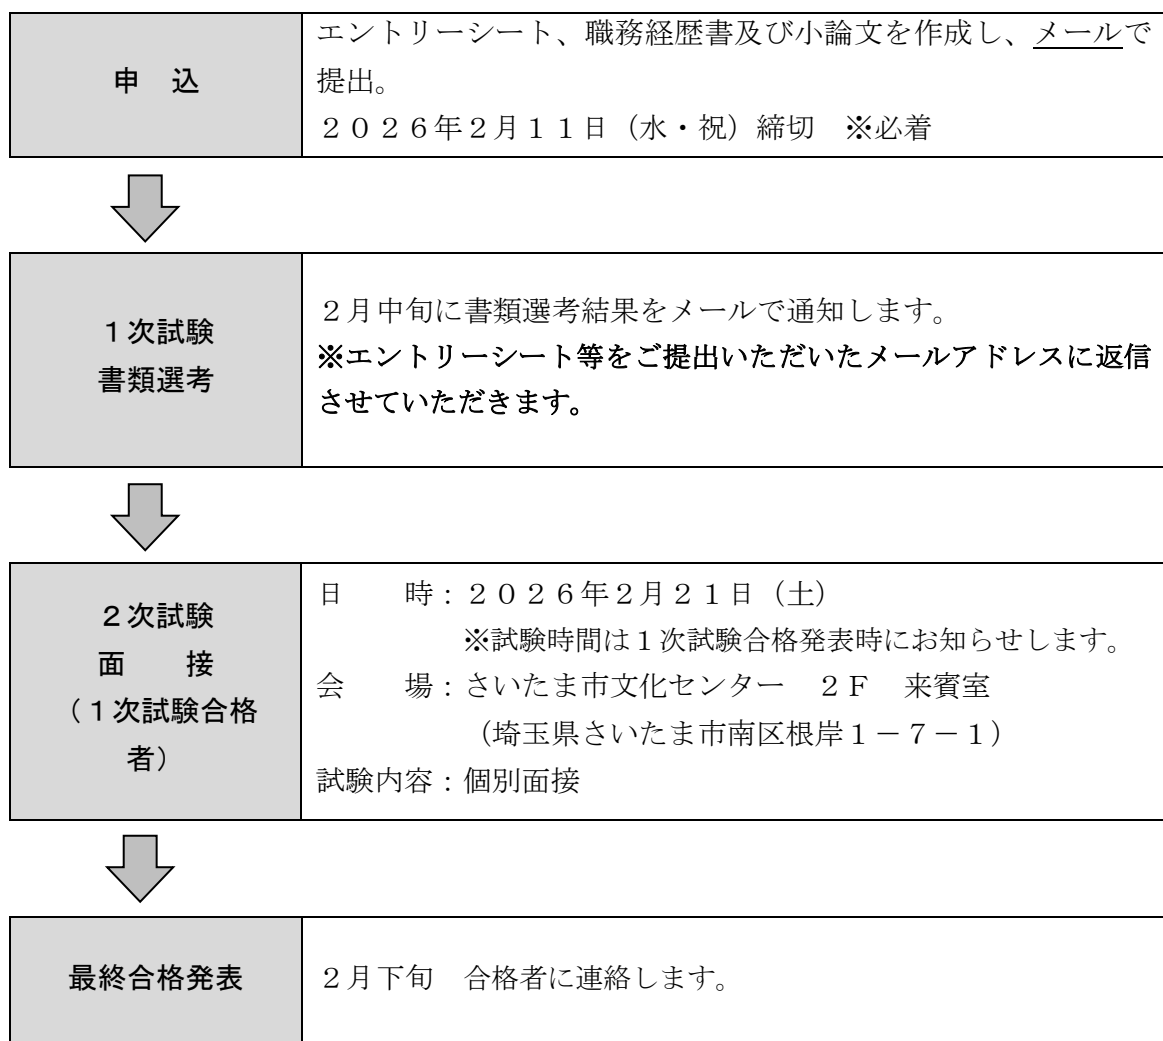 申　込
エントリーシート、職務経歴書及び小論文を作成し、メールで
提出。
２０２６年２月１１日（水・祝）締切　※必着
１次試験
書類選考
２月中旬に書類選考結果をメールで通知します。
※エントリーシート等をご提出いただいたメールアドレスに返信
させていただきます。
２次試験
面　　接
（１次試験合格
者）
日　　時：２０２６年２月２１日（土）
※試験時間は１次試験合格発表時にお知らせします。
会　　場：さいたま市文化センター　２Ｆ　来賓室
（埼玉県さいたま市南区根岸１－７－１）
試験内容：個別面接
最終合格発表
２月下旬　合格者に連絡します。